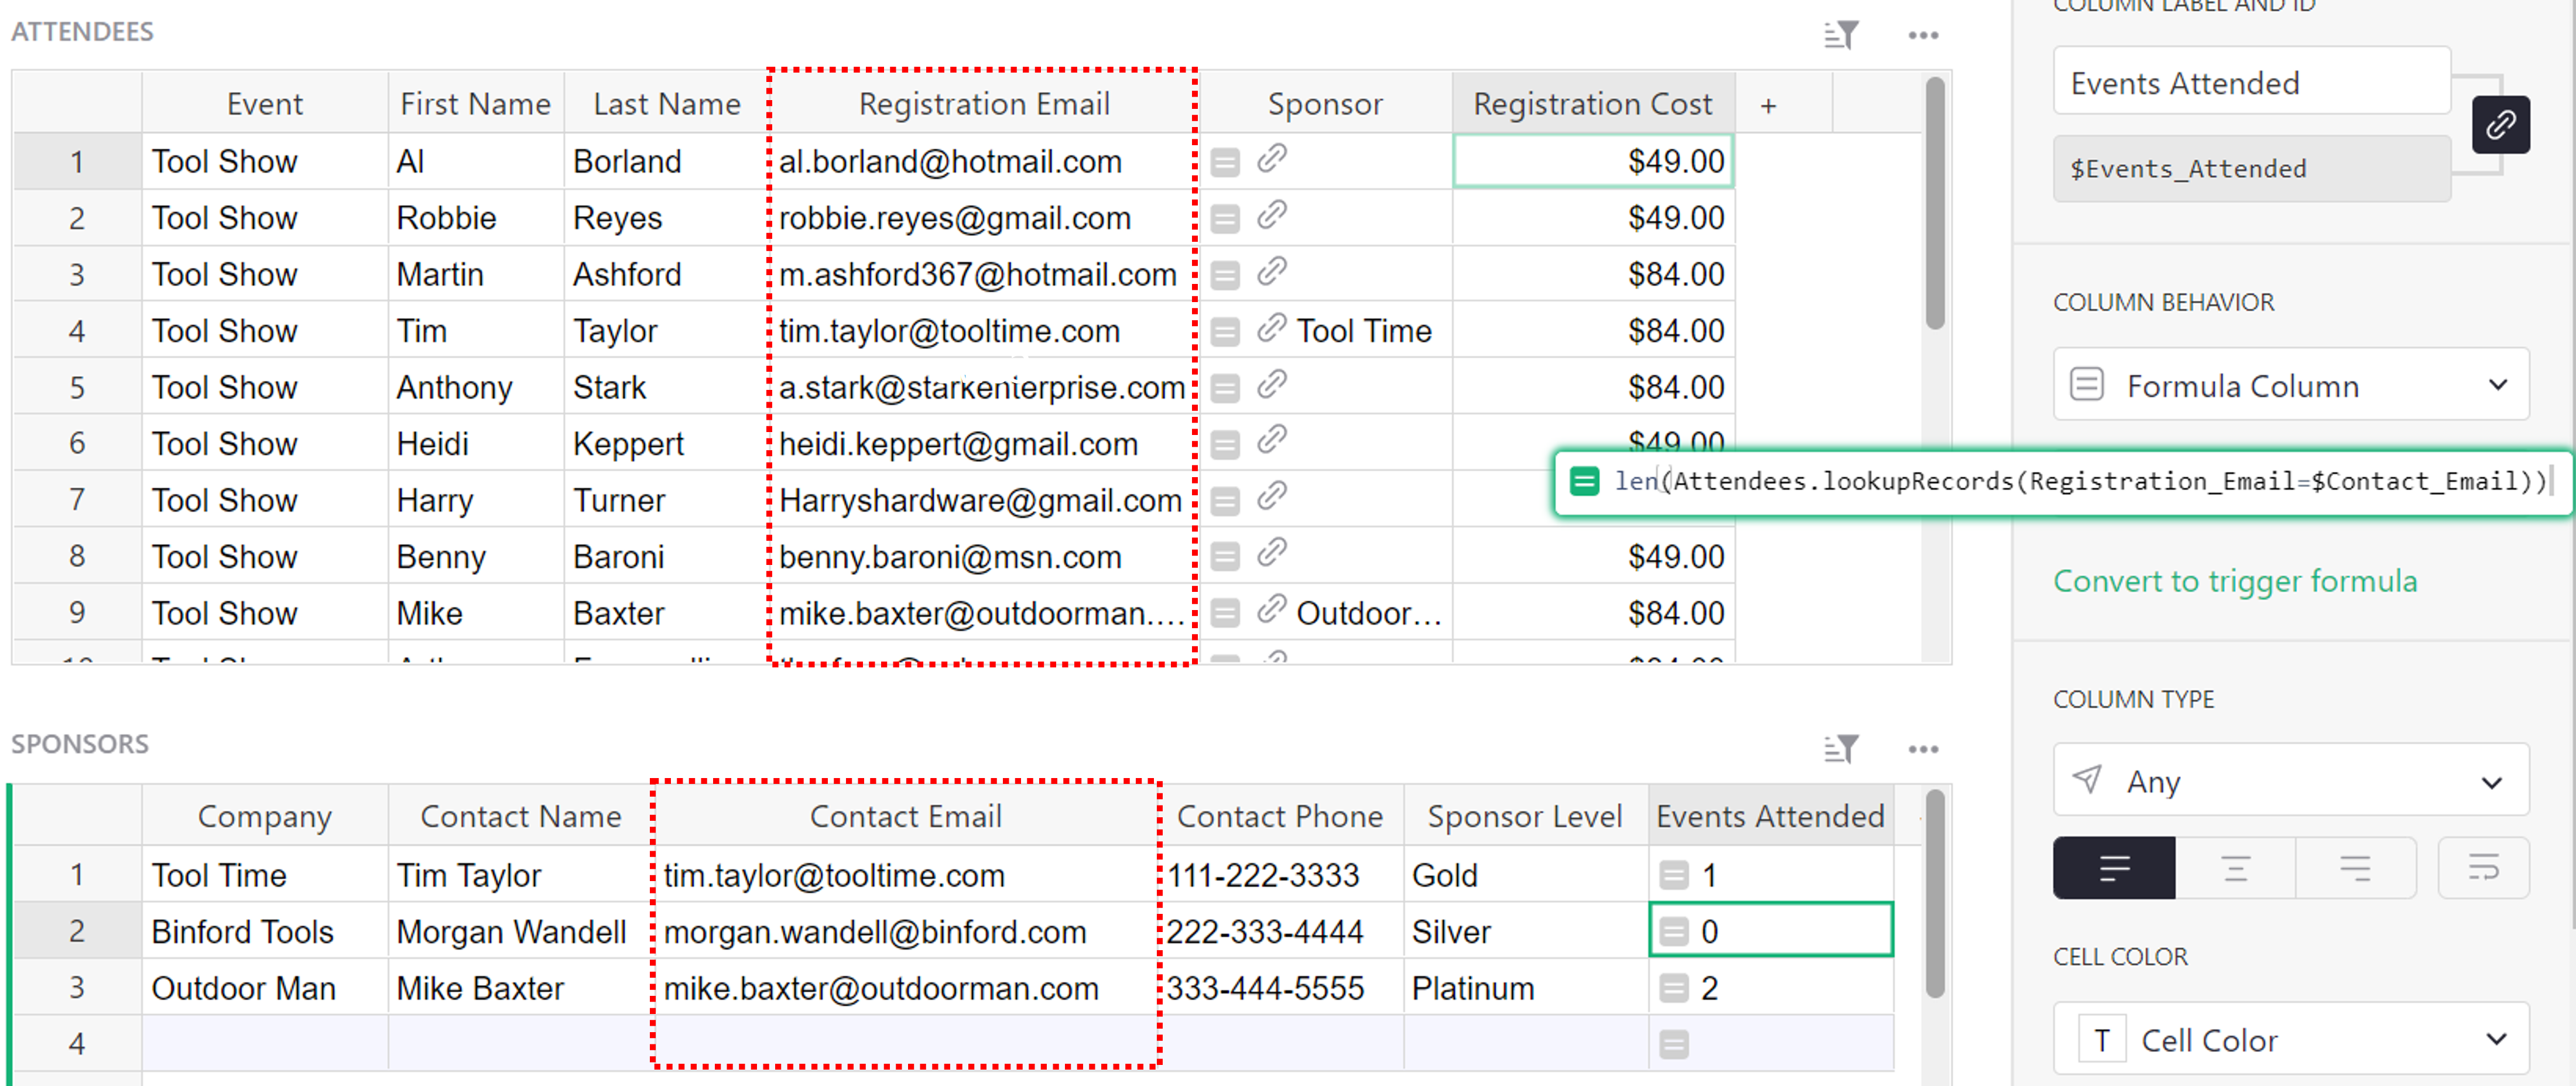 ATTENDEES
Event First Name Last Name Registration Email Sponsor Registration Cost +
1 Tool Show Al Borland al.borland@hotmail.com $49.00
2 Tool Show Robbie Reyes robbie.reyes@gmail.com $49.00
3 Tool Show Martin Ashford m.ashford367@hotmail.com $84.00
4 Tool Show Tim Taylor tim.taylor@tooltime.com Tool Time $84.00
5 Tool Show Anthony Stark a.stark@starkenterprise.com $84.00
6 Tool Show Heidi Keppert heidi.keppert@gmail.com $49.00
7 Tool Show Harry Turner Harryshardware@gmail.com
8 Tool Show Benny Baroni benny.baroni@msn.com $49.00
9 Tool Show Mike Baxter mike.baxter@outdoorman.... Outdoor... $84.00
SPONSORS
Company Contact Name Contact Email Contact Phone Sponsor Level Events Attended
1 Tool Time Tim Taylor tim.taylor@tooltime.com 111-222-3333 Gold 1
2 Binford Tools Morgan Wandell morgan.wandell@binford.com 222-333-4444 Silver 0
3 Outdoor Man Mike Baxter mike.baxter@outdoorman.com 333-444-5555 Platinum 2
4
COLUMN LABEL AND ID
Events Attended
$Events_Attended
COLUMN BEHAVIOR
Formula Column
len(Attendees.lookupRecords(Registration_Email=$Contact_Email))
Convert to trigger formula
COLUMN TYPE
Any
CELL COLOR
T Cell Color